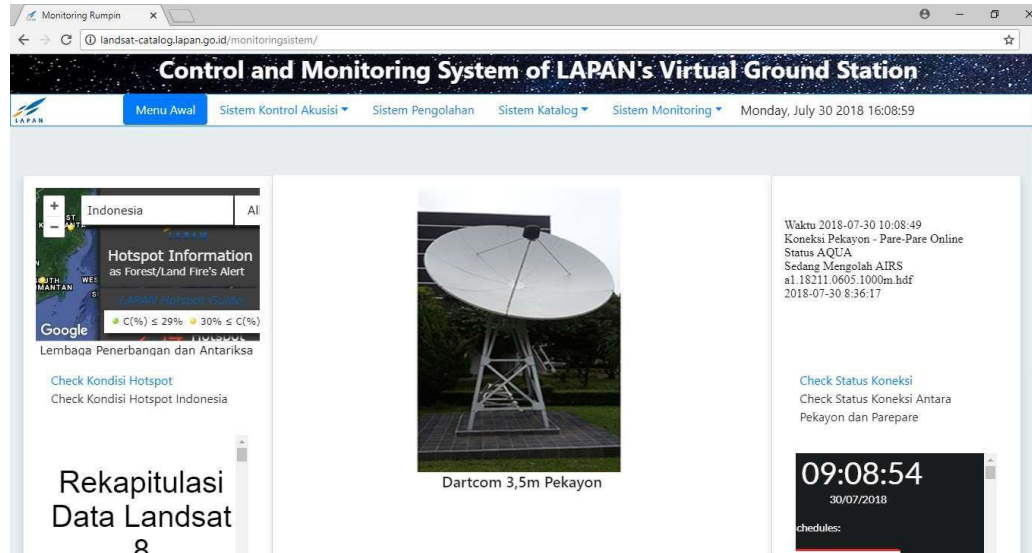 Monitoring Rumpin
landsat-catalog.lapan.go.id/monitoringsistem/
Control and Monitoring System of LAPAN's Virtual Ground Station
LAPAN
Menu Awal Sistem Kontrol Akusisi Sistem Pengolahan Sistem Katalog Sistem Monitoring Monday, July 30 2018 16:08:59
+
−
Indonesia
All
LAPAN
Hotspot Information
as Forest/Land Fire's Alert
LAPAN Hotspot Guide
C(%) ≤ 29% 30% ≤ C(%)
Google
Lembaga Penerbangan dan Antariksa
Check Kondisi Hotspot
Check Kondisi Hotspot Indonesia
Rekapitulasi
Data Landsat
8
Dartcom 3,5m Pekayon
Waktu 2018-07-30 10:08:49
Koneksi Pekayon - Pare-Pare Online
Status AQUA
Sedang Mengolah AIRS
a1.18211.0605.1000m.hdf
2018-07-30 8:36:17
Check Status Koneksi
Check Status Koneksi Antara
Pekayon dan Parepare
09:08:54
30/07/2018
chedules: